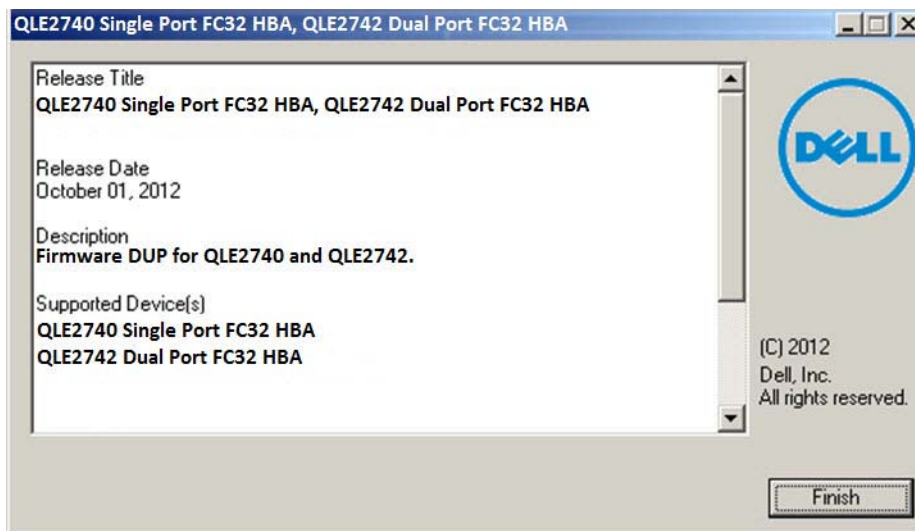 QLE2740 Single Port FC32 HBA, QLE2742 Dual Port FC32 HBA
Release Title
QLE2740 Single Port FC32 HBA, QLE2742 Dual Port FC32 HBA
Release Date
October 01, 2012
Description
Firmware DUP for QLE2740 and QLE2742.
Supported Device(s)
QLE2740 Single Port FC32 HBA
QLE2742 Dual Port FC32 HBA
DELL
(C) 2012
Dell, Inc.
All rights reserved.
Finish